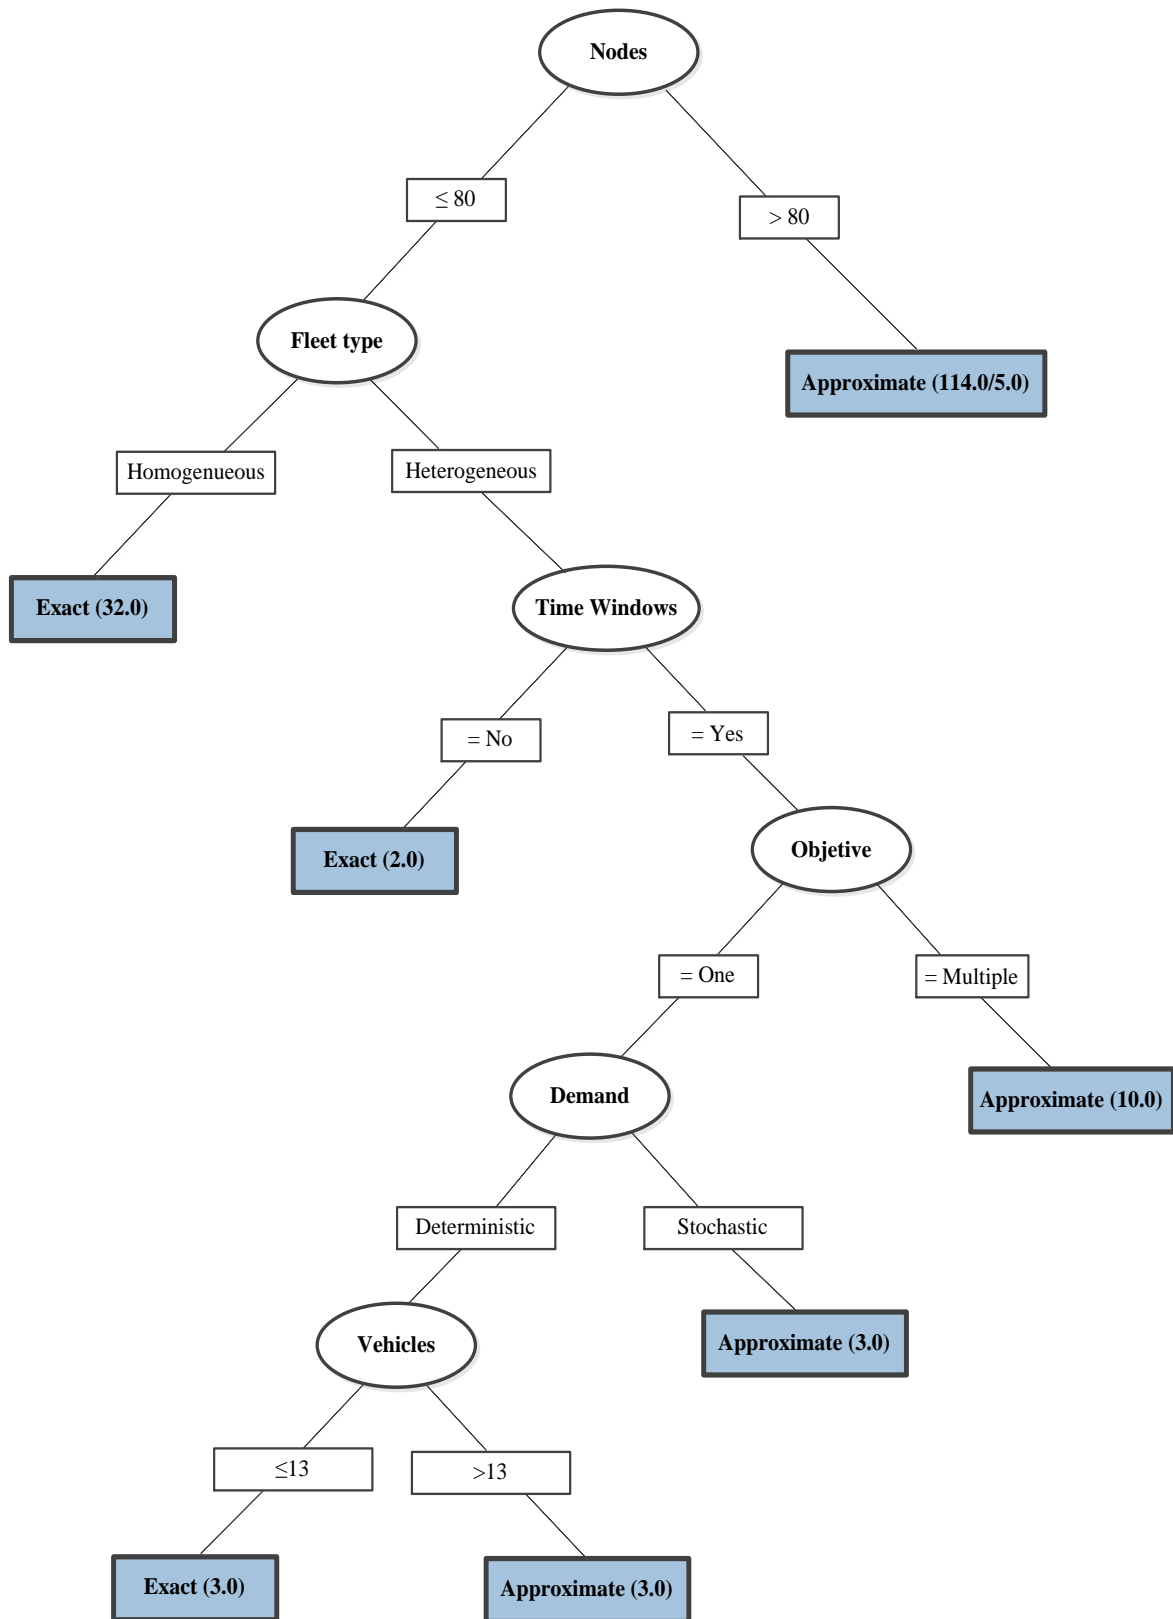 Nodes
≤ 80
> 80
Fleet type
Approximate (114.0/5.0)
Homogenueous
Heterogeneous
Exact (32.0)
Time Windows
= No
= Yes
Exact (2.0)
Objetive
= One
= Multiple
Demand
Approximate (10.0)
Deterministic
Stochastic
Vehicles
Approximate (3.0)
≤13
>13
Exact (3.0)
Approximate (3.0)